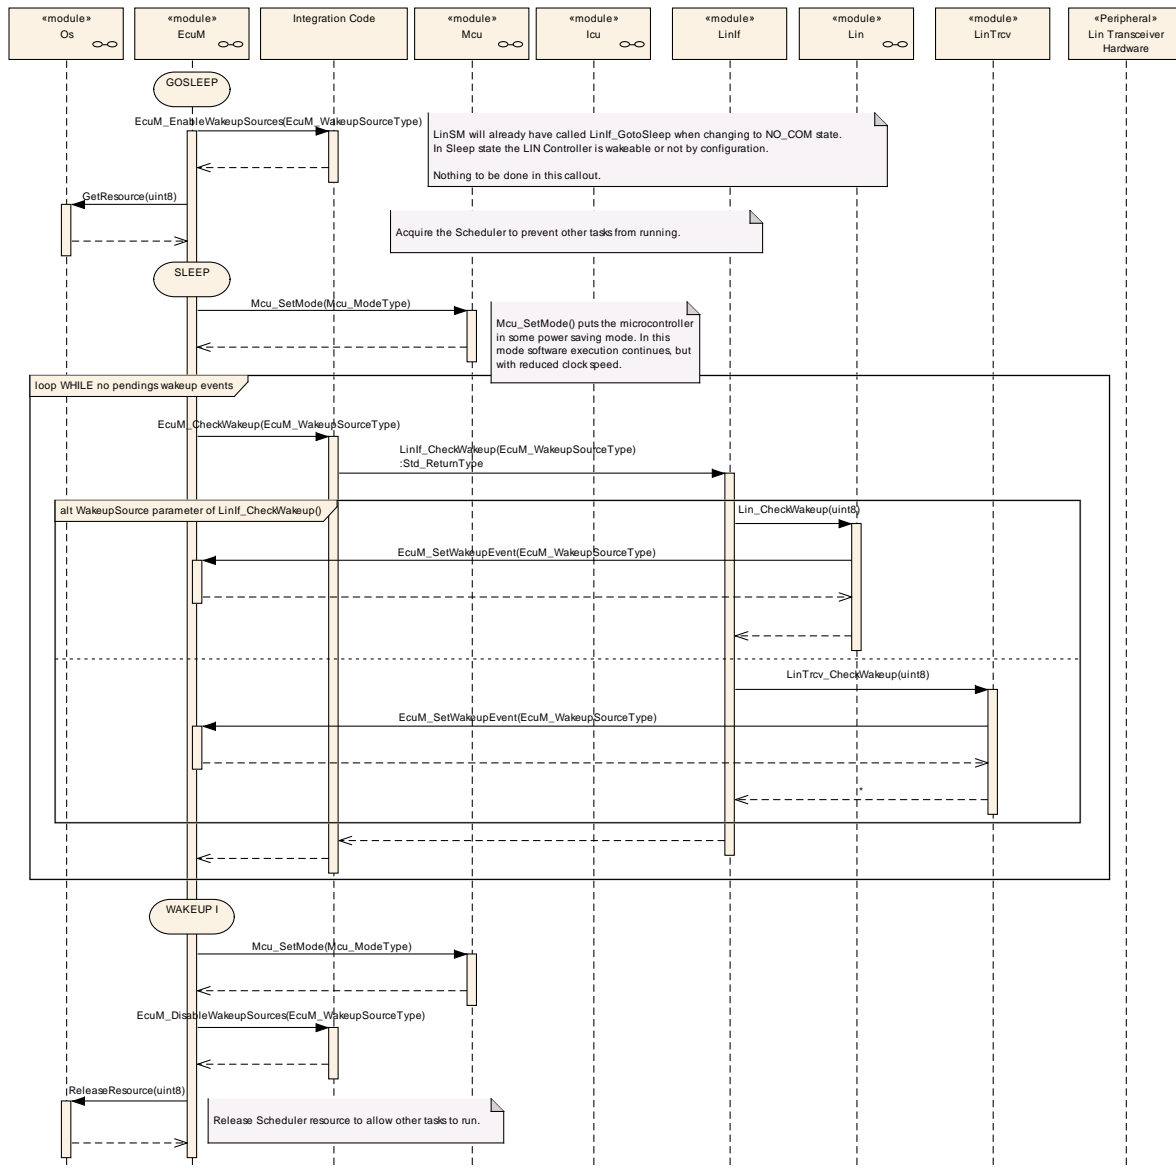 «module»
Os
«module»
EcuM
Integration Code
«module»
Mcu
«module»
Icu
«module»
LinIf
«module»
Lin
«module»
LinTrcv
«Peripheral»
Lin Transceiver
Hardware
GOSLEEP
EcuM_EnableWakeupSources(EcuM_WakeupSourceType)
LinSM will already have called LinIf_GotoSleep when changing to NO_COM state.
In Sleep state the LIN Controller is wakeable or not by configuration.
Nothing to be done in this callout.
GetResource(uint8)
Acquire the Scheduler to prevent other tasks from running.
SLEEP
Mcu_SetMode(Mcu_ModeType)
Mcu_SetMode() puts the microcontroller
in some power saving mode. In this
mode software execution continues, but
with reduced clock speed.
loop WHILE no pendings wakeup events
EcuM_CheckWakeup(EcuM_WakeupSourceType)
LinIf_CheckWakeup(EcuM_WakeupSourceType)
:Std_ReturnType
alt WakeupSource parameter of LinIf_CheckWakeup()
Lin_CheckWakeup(uint8)
EcuM_SetWakeupEvent(EcuM_WakeupSourceType)
LinTrcv_CheckWakeup(uint8)
EcuM_SetWakeupEvent(EcuM_WakeupSourceType)
*
WAKEUP I
Mcu_SetMode(Mcu_ModeType)
EcuM_DisableWakeupSources(EcuM_WakeupSourceType)
ReleaseResource(uint8)
Release Scheduler resource to allow other tasks to run.